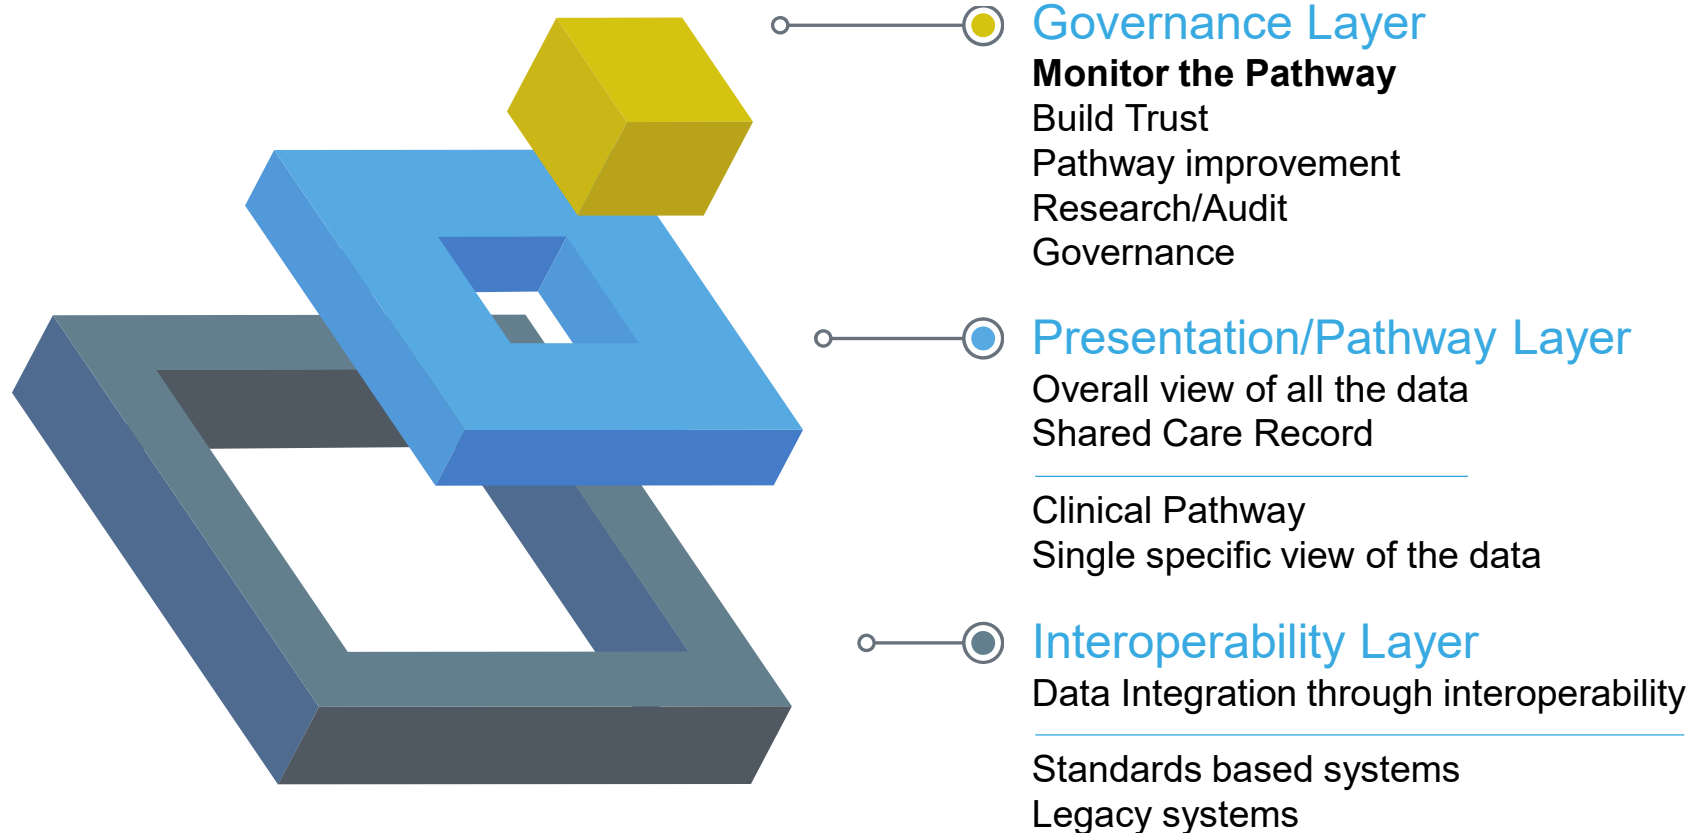 Governance Layer
Monitor the Pathway
Build Trust
Pathway improvement
Research/Audit
Governance
Presentation/Pathway Layer
Overall view of all the data
Shared Care Record
Clinical Pathway
Single specific view of the data
Interoperability Layer
Data Integration through interoperability
Standards based systems
Legacy systems